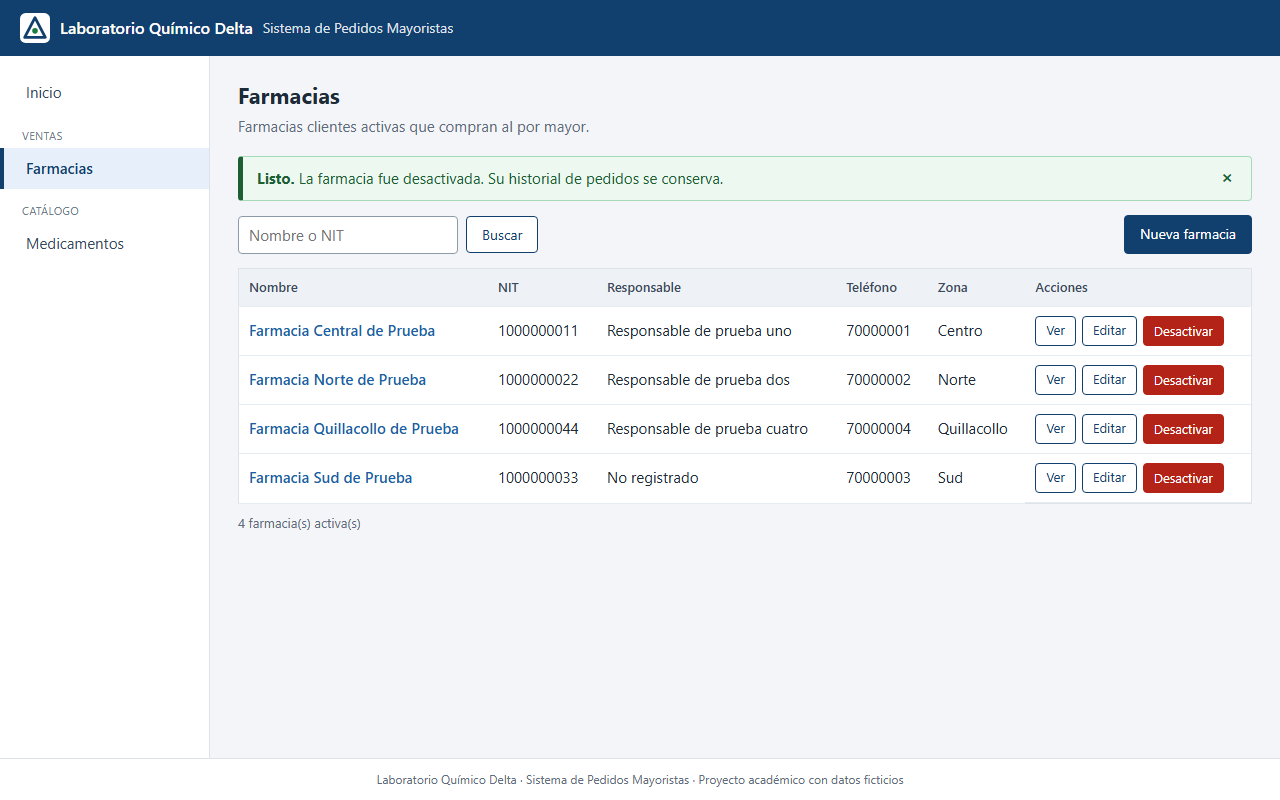 Laboratorio Químico Delta Sistema de Pedidos Mayoristas
Inicio
VENTAS
Farmacias
CATÁLOGO
Medicamentos
Farmacias
Farmacias clientes activas que compran al por mayor.
Listo. La farmacia fue desactivada. Su historial de pedidos se conserva. ×
Nombre o NIT Buscar Nueva farmacia
Nombre NIT Responsable Teléfono Zona Acciones
Farmacia Central de Prueba 1000000011 Responsable de prueba uno 70000001 Centro Ver Editar Desactivar
Farmacia Norte de Prueba 1000000022 Responsable de prueba dos 70000002 Norte Ver Editar Desactivar
Farmacia Quillacollo de Prueba 1000000044 Responsable de prueba cuatro 70000004 Quillacollo Ver Editar Desactivar
Farmacia Sud de Prueba 1000000033 No registrado 70000003 Sud Ver Editar Desactivar
4 farmacia(s) activa(s)
Laboratorio Químico Delta · Sistema de Pedidos Mayoristas · Proyecto académico con datos ficticios